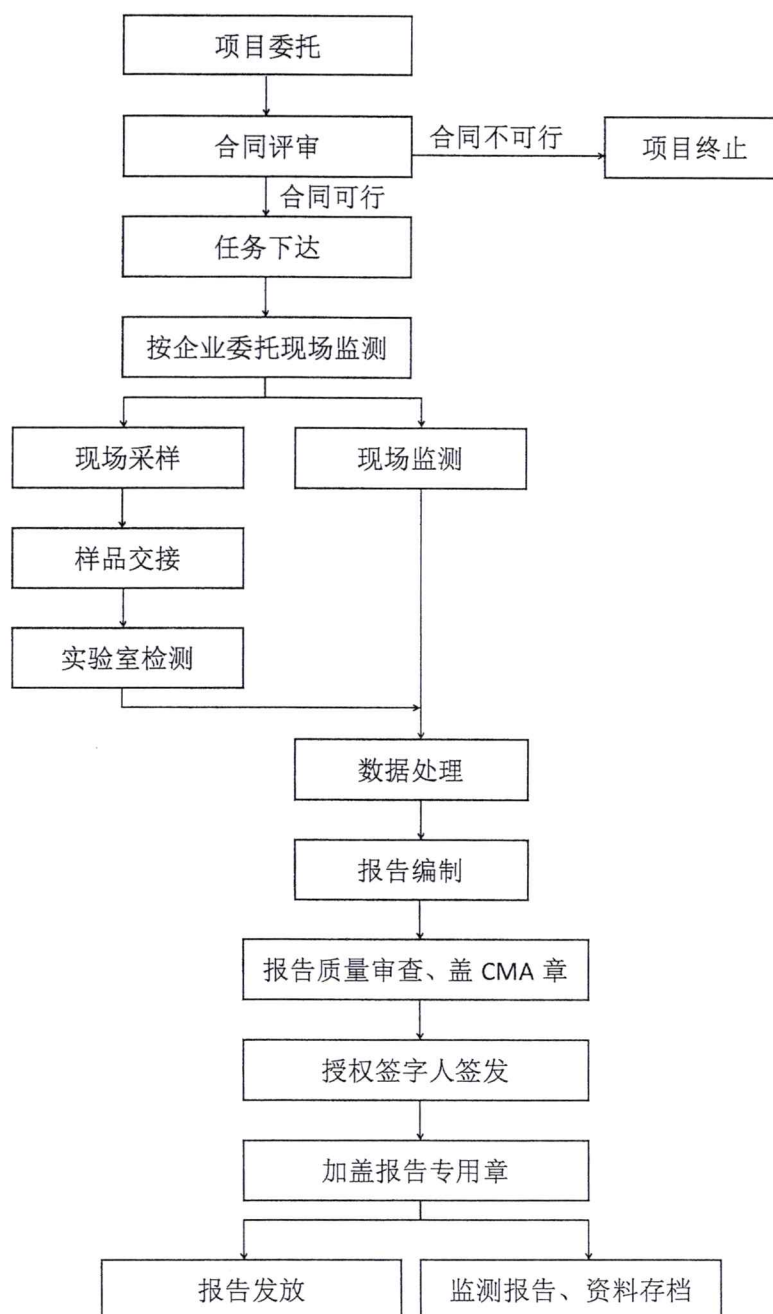 项目委托
合同评审
合同不可行
项目终止
合同可行
任务下达
按企业委托现场监测
现场采样
现场监测
样品交接
实验室检测
数据处理
报告编制
报告质量审查、盖 CMA 章
授权签字人签发
加盖报告专用章
报告发放
监测报告、资料存档